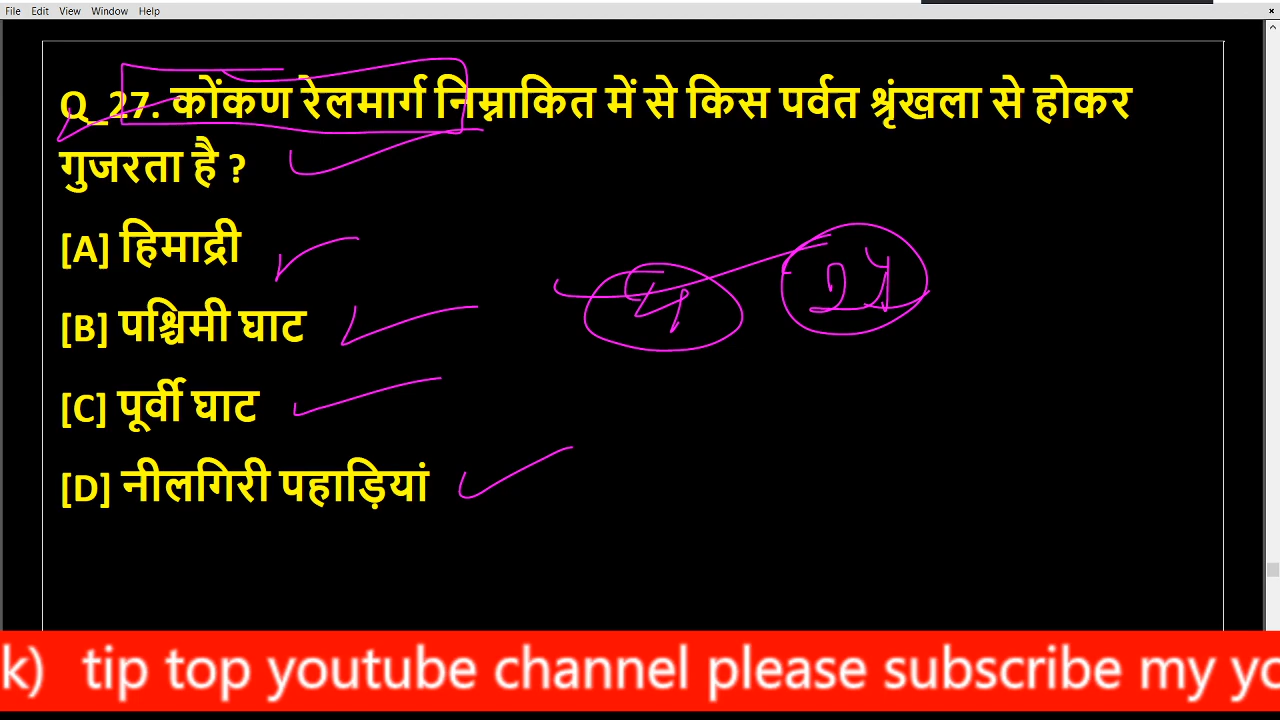 File Edit View Window Help
Q_27. कोंकण रेलमार्ग निम्नाकित में से किस पर्वत श्रृंखला से होकर
गुजरता है ?
[A] हिमाद्री
[B] पश्चिमी घाट
[C] पूर्वी घाट
[D] नीलगिरी पहाड़ियां
k) tip top youtube channel please subscribe my yo